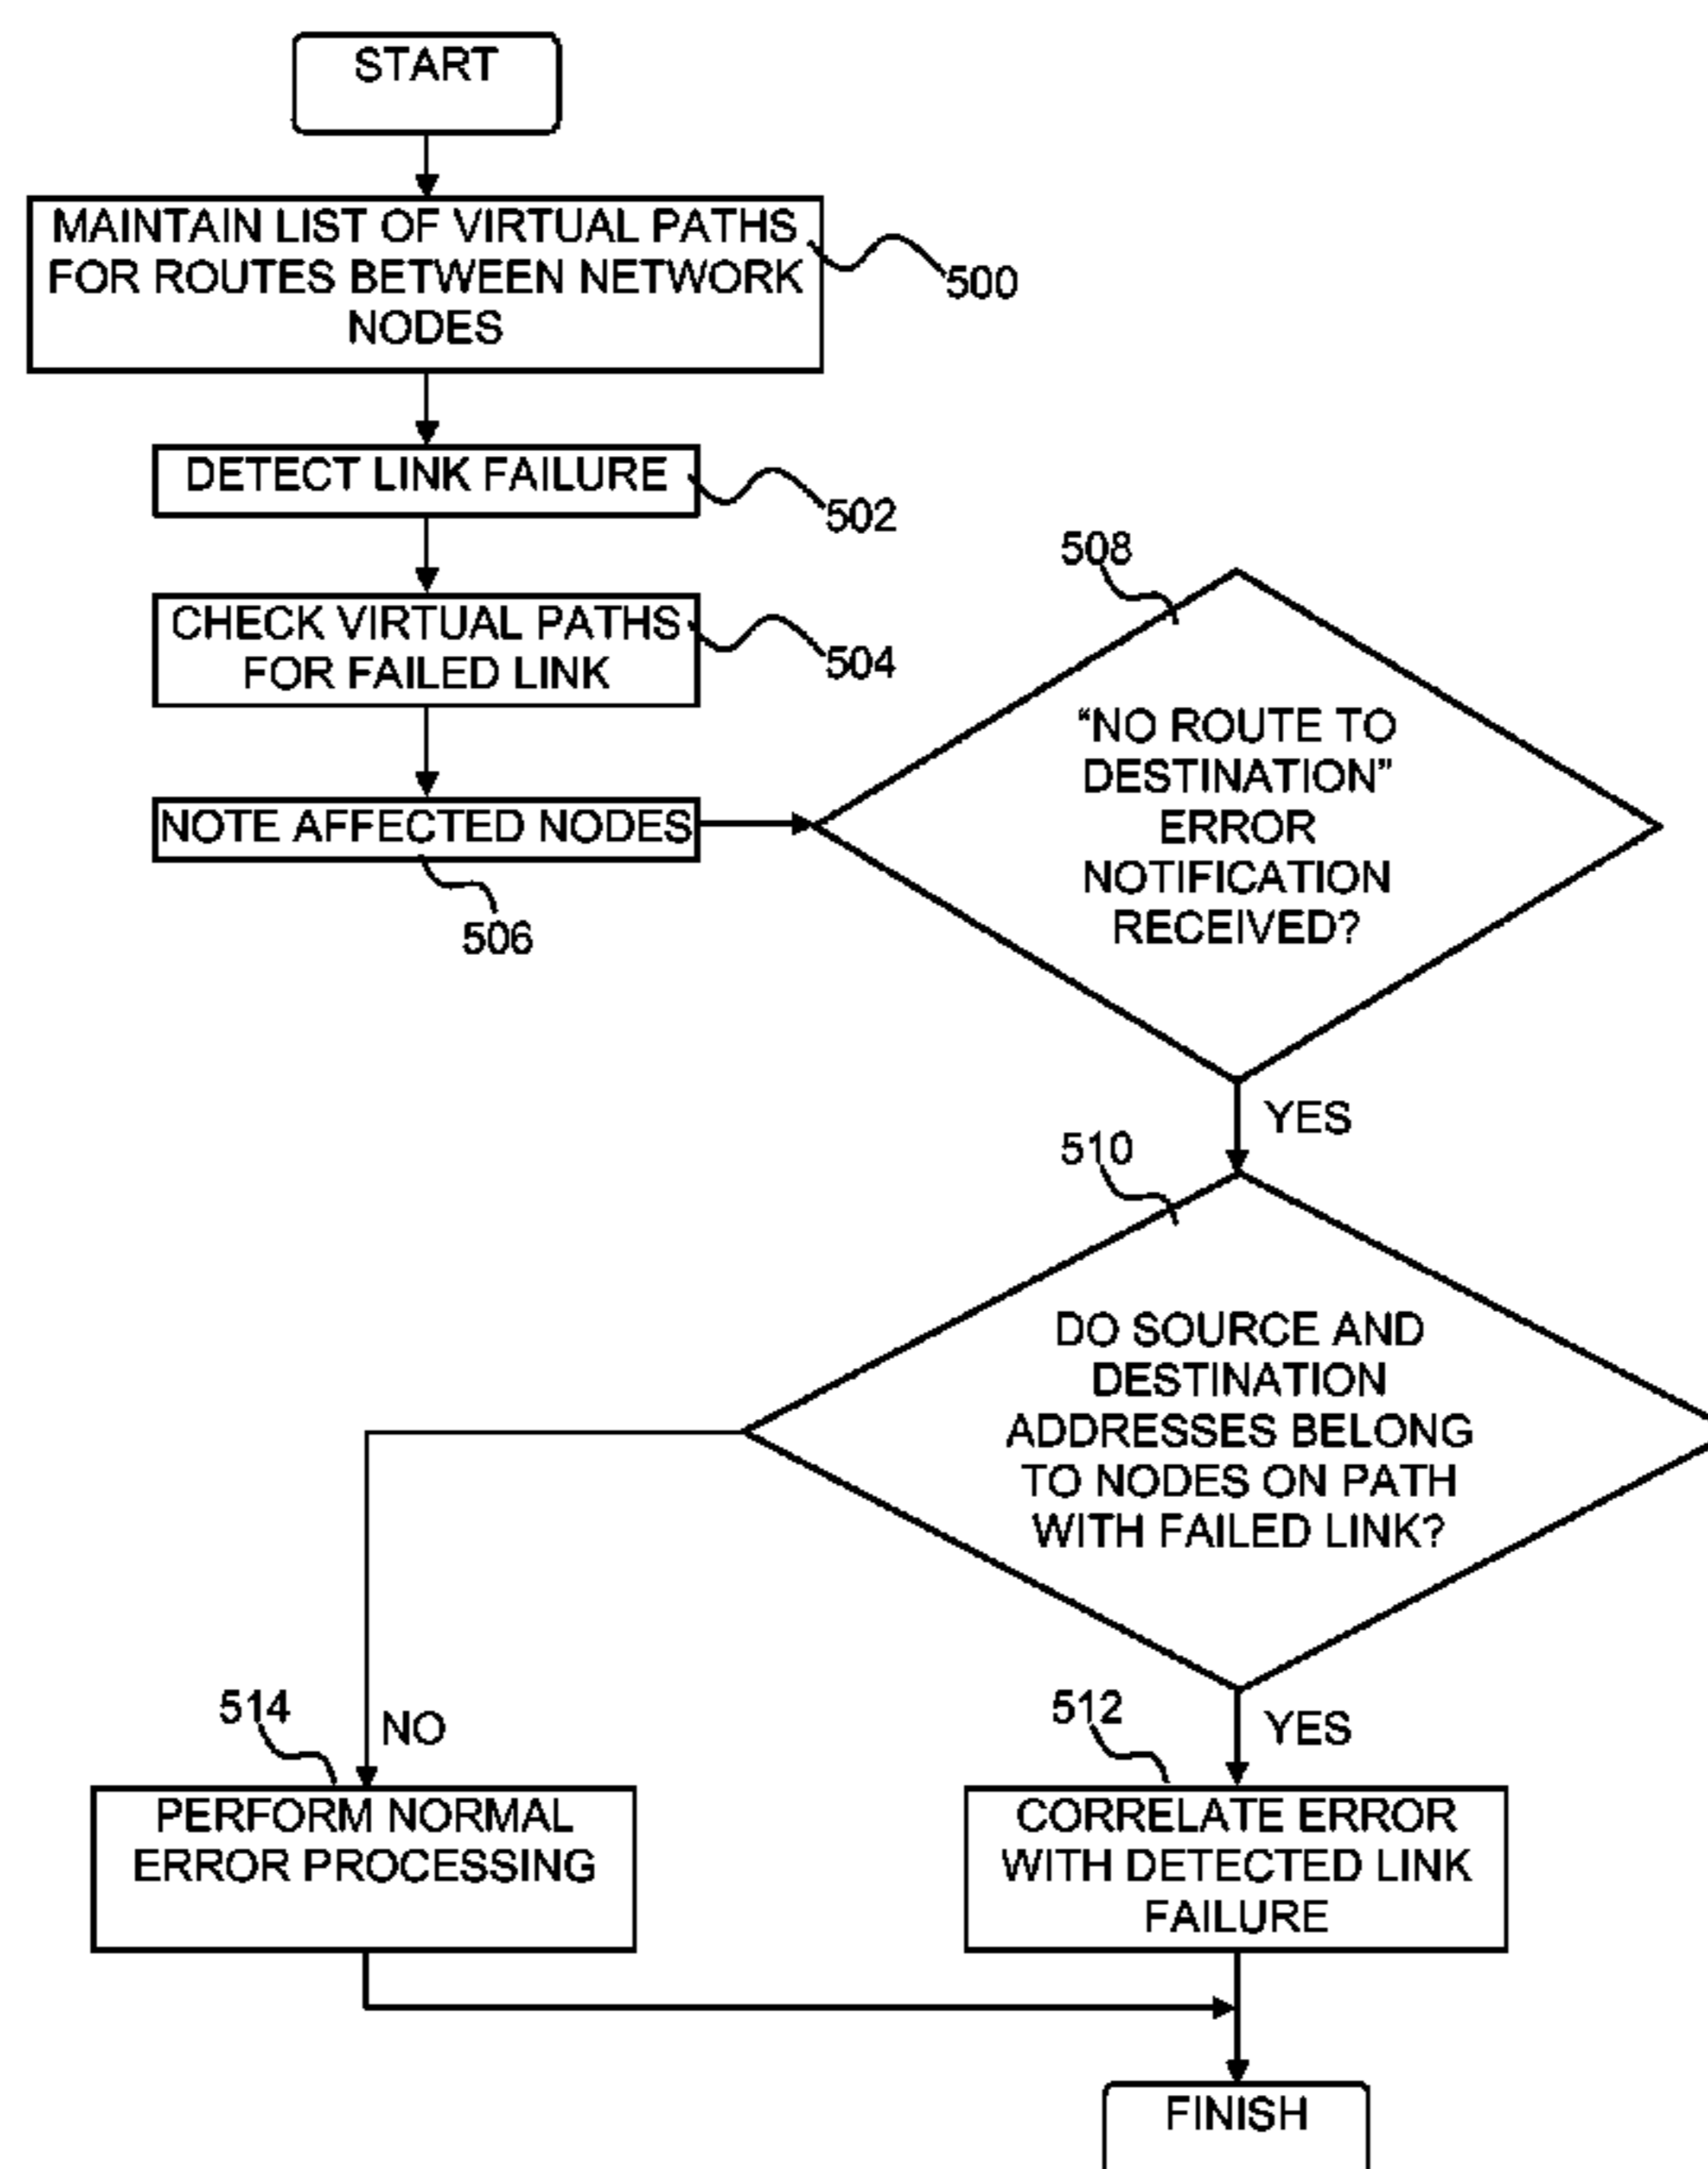 START
MAINTAIN LIST OF VIRTUAL PATHS
FOR ROUTES BETWEEN NETWORK
NODES
500
DETECT LINK FAILURE
502
CHECK VIRTUAL PATHS
FOR FAILED LINK
504
NOTE AFFECTED NODES
506
508
“NO ROUTE TO
DESTINATION”
ERROR
NOTIFICATION
RECEIVED?
YES
510
DO SOURCE AND
DESTINATION
ADDRESSES BELONG
TO NODES ON PATH
WITH FAILED LINK?
514
NO
512
YES
PERFORM NORMAL
ERROR PROCESSING
CORRELATE ERROR
WITH DETECTED LINK
FAILURE
FINISH